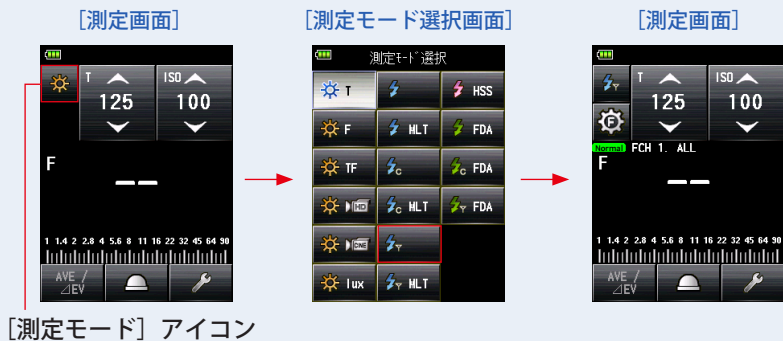 [測定画面]
[測定モード選択画面]
[測定画面]
T
125
ISO
100
F
1 1.4 2 2.8 4 5.6 8 11 16 22 32 45 64 90
AVE / ⊿EV
[測定モード] アイコン
測定ﾓｰﾄﾞ選択
T
HSS
F
HLT
FDA
TF
C
C FDA
HD
C HLT
FDA
CINE
lux
HLT
T
125
ISO
100
F
Normal FCH 1. ALL
F
1 1.4 2 2.8 4 5.6 8 11 16 22 32 45 64 90
AVE / ⊿EV